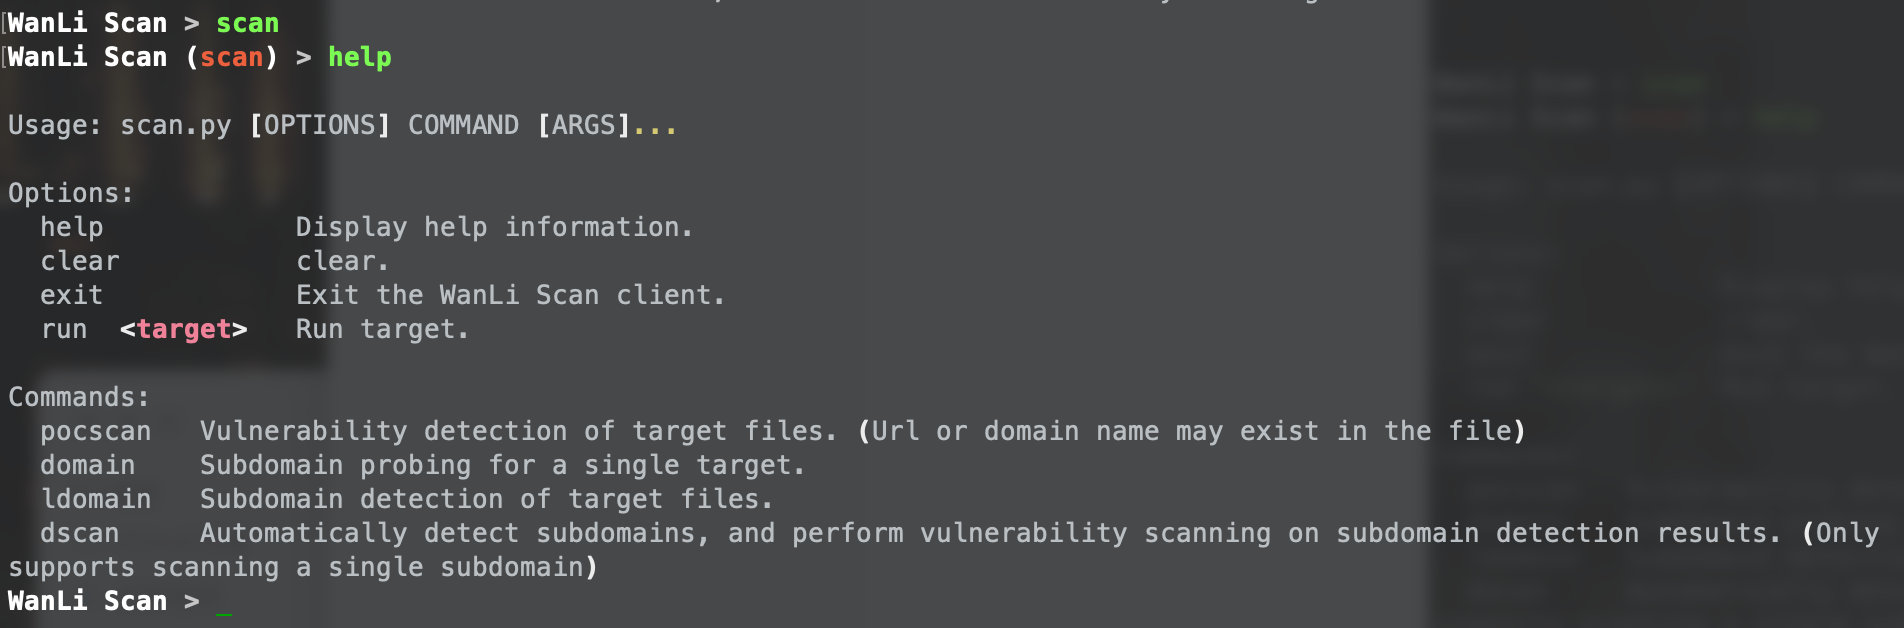 WanLi Scan > scan
WanLi Scan (scan) > help
Usage: scan.py [OPTIONS] COMMAND [ARGS]...
Options:
help Display help information.
clear clear.
exit Exit the WanLi Scan client.
run <target> Run target.
Commands:
pocscan Vulnerability detection of target files. (Url or domain name may exist in the file)
domain Subdomain probing for a single target.
ldomain Subdomain detection of target files.
dscan Automatically detect subdomains, and perform vulnerability scanning on subdomain detection results. (Only
supports scanning a single subdomain)
WanLi Scan > _